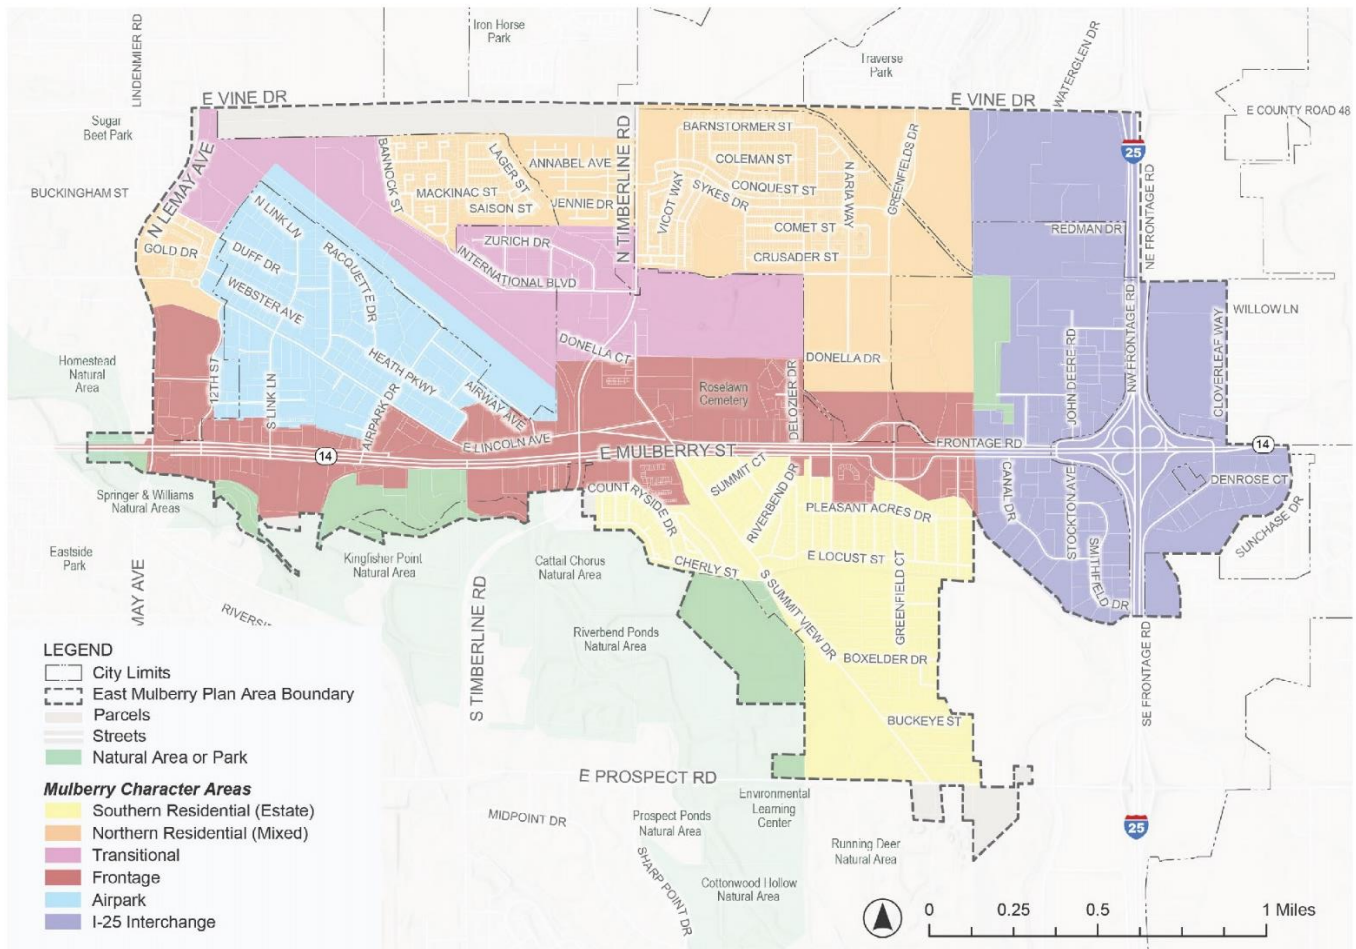 LINDENMIER RD
Iron Horse
Park
Traverse
Park
WATERGLEN DR
E VINE DR
E VINE DR
E COUNTY ROAD 48
Sugar
Beet Park
N LEMAY AVE
BUCKINGHAM ST
BANNOCK ST
LAGER ST
ANNABEL AVE
MACKINAC ST
SAISON ST
JENNIE DR
N TIMBERLINE RD
BARNSTORMER ST
COLEMAN ST
CONQUEST ST
VICOT WAY
SYKES DR
N ARIA WAY
GREENFIELDS DR
COMET ST
CRUSADER ST
25
NE FRONTAGE RD
REDMAN DR
GOLD DR
N LINK LN
DUFF DR
RACQUETTE DR
WEBSTER AVE
ZURICH DR
INTERNATIONAL BLVD
WILLOW LN
NW FRONTAGE RD
CLOVERLEAF WAY
JOHN DEERE RD
Homestead
Natural
Area
12TH ST
S LINK LN
HEATH PKWY
AIRPARK DR
AIRWAY AVE
DONELLA CT
DONELLA DR
Roselawn
Cemetery
DELOZIER DR
E LINCOLN AVE
E MULBERRY ST
FRONTAGE RD
14
14
Springer & Williams
Natural Areas
COUNTRYSIDE DR
SUMMIT CT
RIVERBEND DR
PLEASANT ACRES DR
CANAL DR
STOCKTON AVE
SMITHFIELD DR
DENROSE CT
SUNCHASE DR
Eastside
Park
Kingfisher Point
Natural Area
Cattail Chorus
Natural Area
CHERLY ST
E LOCUST ST
GREENFIELD CT
S SUMMIT VIEW DR
MAY AVE
RIVERSI
S TIMBERLINE RD
Riverbend Ponds
Natural Area
BOXELDER DR
BUCKEYE ST
SE FRONTAGE RD
E PROSPECT RD
MIDPOINT DR
Prospect Ponds
Natural Area
Environmental
Learning
Center
SHARP POINT DR
Cottonwood Hollow
Natural Area
Running Deer
Natural Area
25
LEGEND
City Limits
East Mulberry Plan Area Boundary
Parcels
Streets
Natural Area or Park
Mulberry Character Areas
Southern Residential (Estate)
Northern Residential (Mixed)
Transitional
Frontage
Airpark
I-25 Interchange
0 0.25 0.5 1 Miles